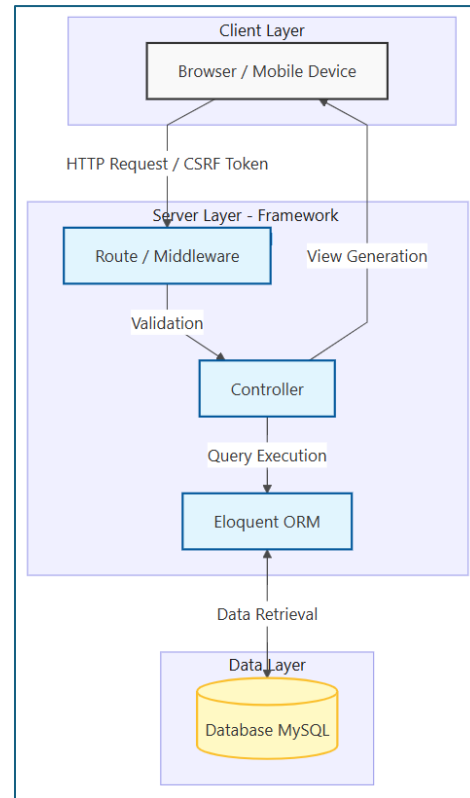 Client Layer
Browser / Mobile Device
HTTP Request / CSRF Token
Server Layer - Framework
Route / Middleware
View Generation
Validation
Controller
Query Execution
Eloquent ORM
Data Retrieval
Data Layer
Database MySQL